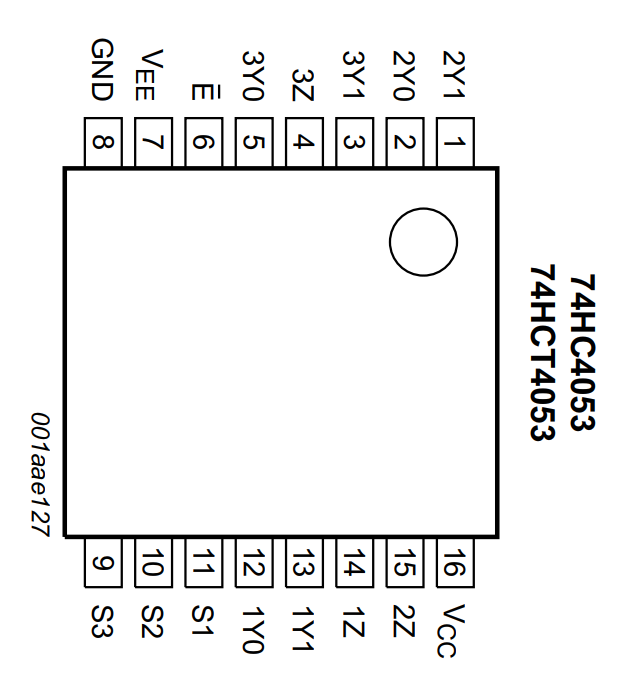 74HC4053
74HCT4053
2Y1 1
2Y0 2
3Y1 3
3Z 4
3Y0 5
E̅ 6
VEE 7
GND 8
16 VCC
15 2Z
14 1Z
13 1Y1
12 1Y0
11 S1
10 S2
9 S3
001aae127